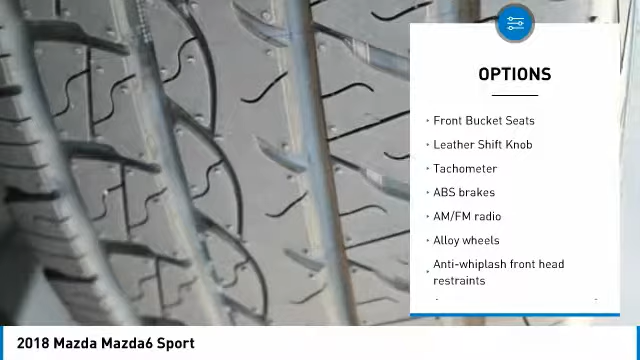 OPTIONS
Front Bucket Seats
Leather Shift Knob
Tachometer
ABS brakes
AM/FM radio
Alloy wheels
Anti-whiplash front head
restraints
2018 Mazda Mazda6 Sport